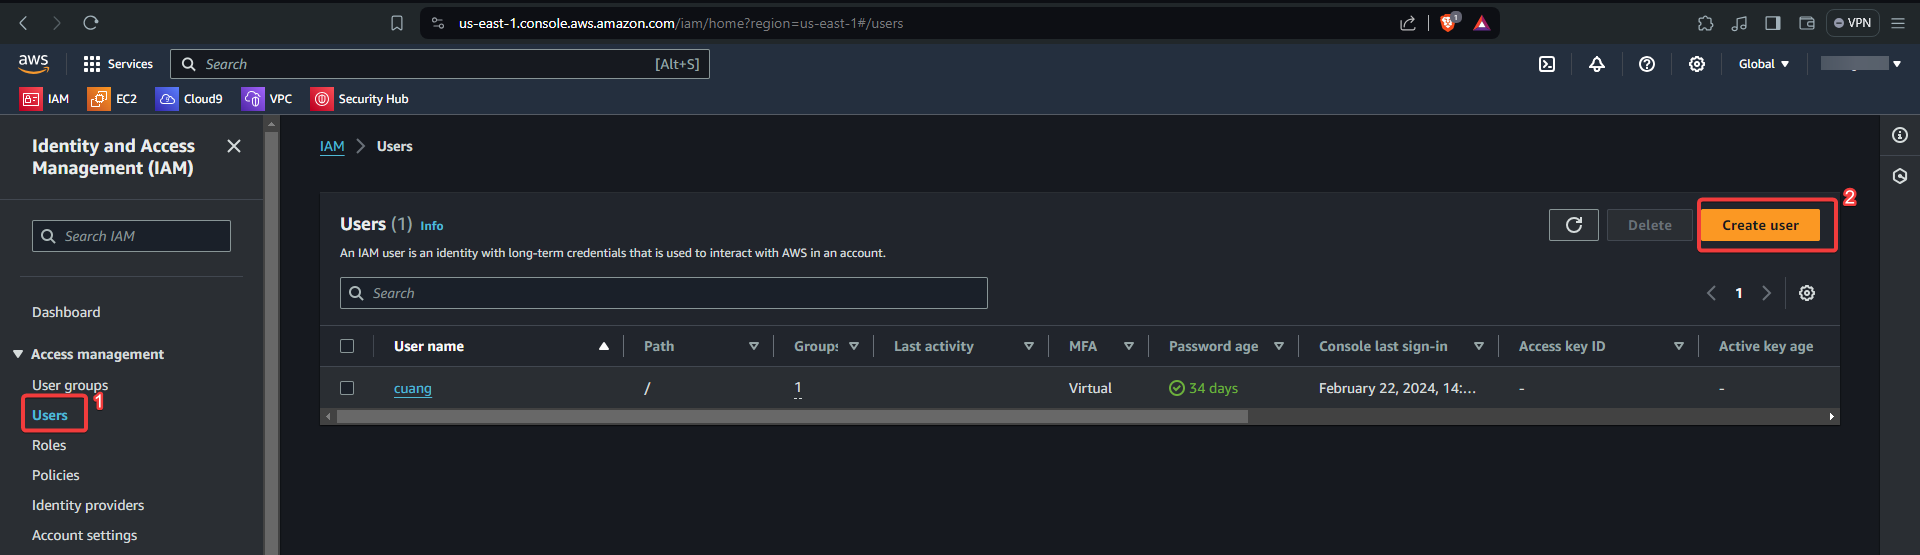 us-east-1.console.aws.amazon.com/iam/home?region=us-east-1#/users
1
VPN
aws
Services
Search
[Alt+S]
Global
IAM
EC2
Cloud9
VPC
Security Hub
Identity and Access
Management (IAM)
Search IAM
Dashboard
Access management
User groups
Users
1
Roles
Policies
Identity providers
Account settings
IAM > Users
Users (1) Info
Delete
Create user
2
An IAM user is an identity with long-term credentials that is used to interact with AWS in an account.
Search
1
User name Path Groups Last activity MFA Password age Console last sign-in Access key ID Active key age
cuang / 1 Virtual 34 days February 22, 2024, 14:... - -